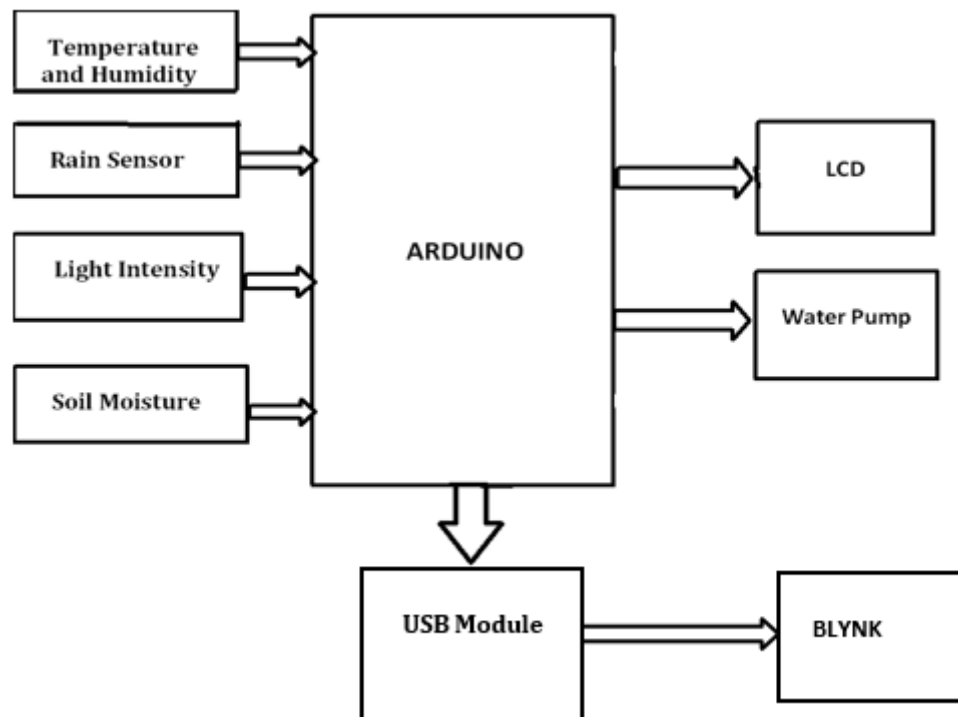 Temperature
and Humidity
Rain Sensor
Light Intensity
Soil Moisture
ARDUINO
LCD
Water Pump
USB Module
BLYNK